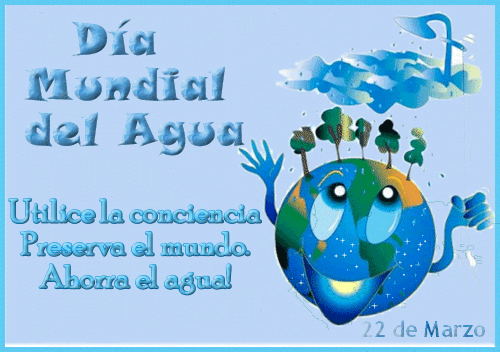 Día
Mundial
del Agua
Utilice la conciencia
Preserva el mundo.
Ahorra el agua!
22 de Marzo